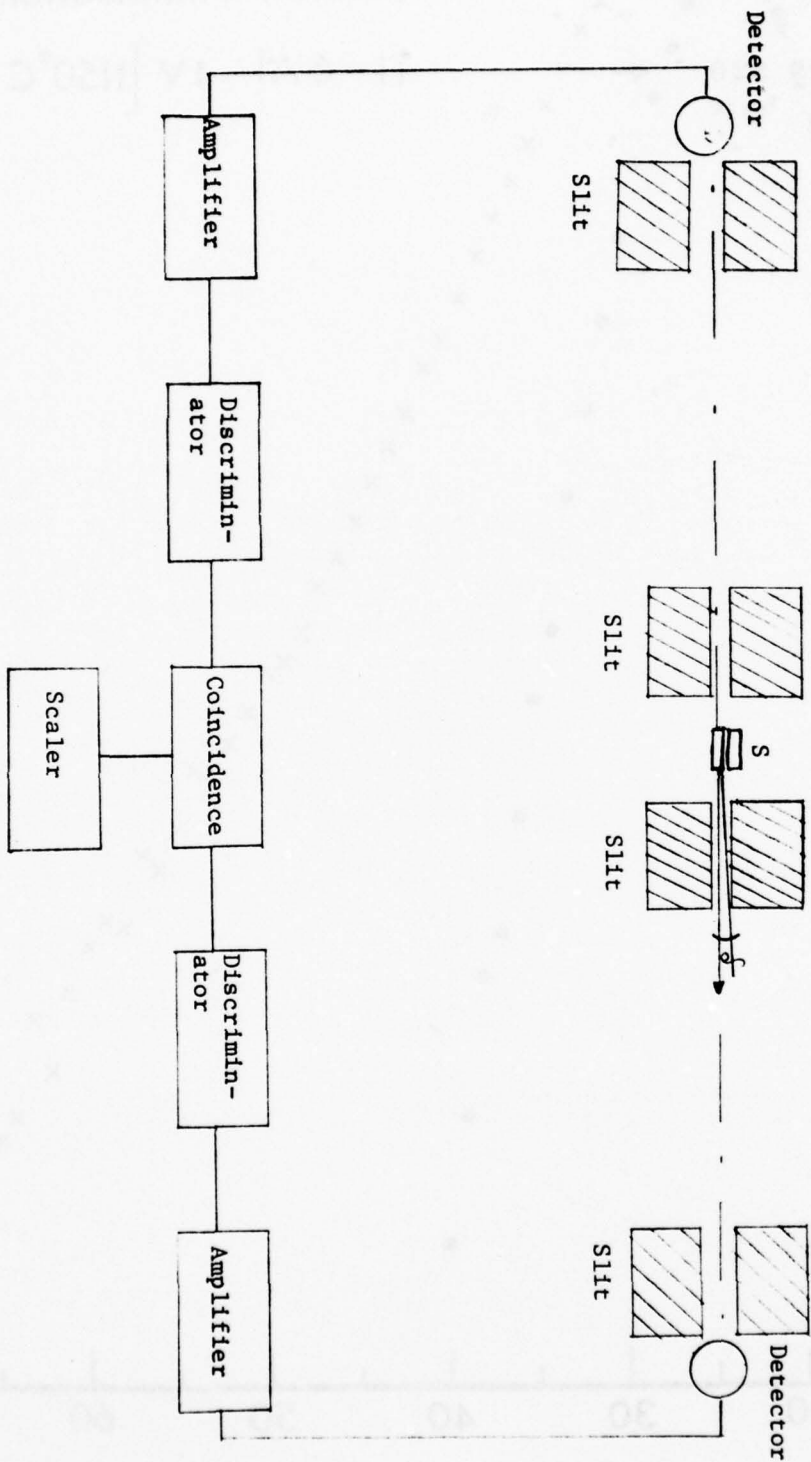 Detector
S
Detector
Slit
Slit
Slit
Slit
δ
Amplifier
Discrimin-
ator
Coincidence
Discrimin-
ator
Amplifier
Scaler